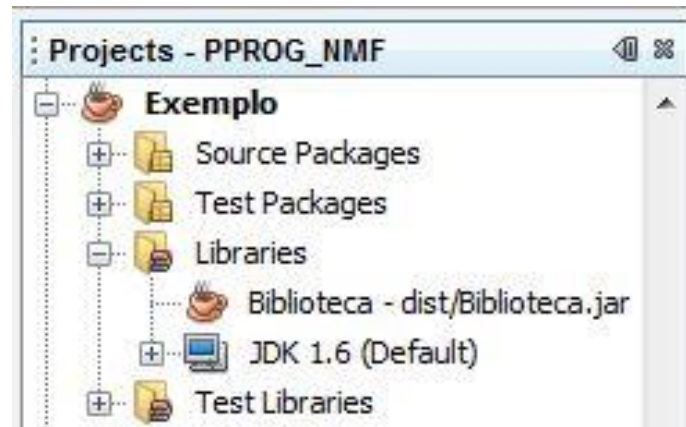 Projects - PPROG_NMF
Exemplo
Source Packages
Test Packages
Libraries
Biblioteca - dist/Biblioteca.jar
JDK 1.6 (Default)
Test Libraries